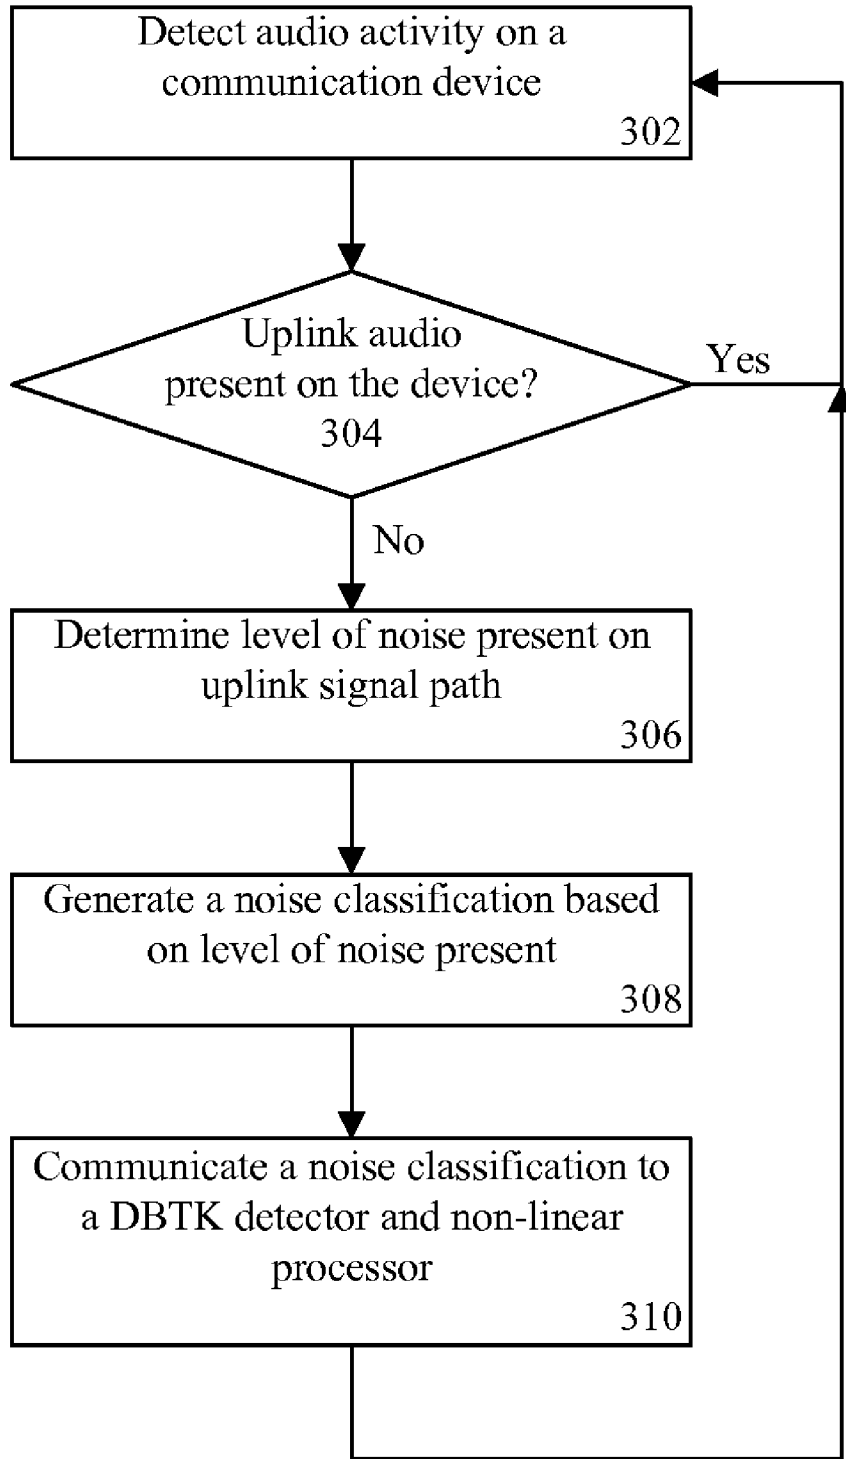 Detect audio activity on a
communication device
302
Uplink audio
present on the device?
304
Yes
No
Determine level of noise present on
uplink signal path
306
Generate a noise classification based
on level of noise present
308
Communicate a noise classification to
a DBTK detector and non-linear
processor
310